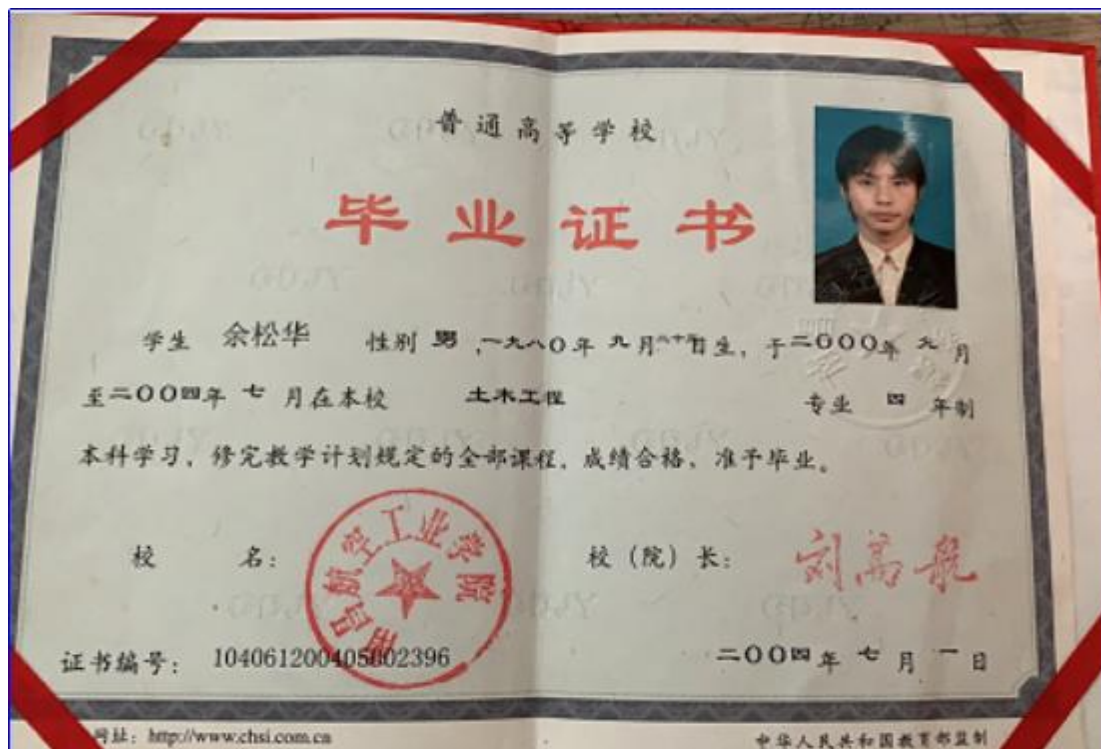 普通高等学校
毕业证书
学生 余松华 性别 男，一九八〇年九月 日生，于二〇〇〇年九月
至二〇〇四年七月在本校 土木工程 专业 四 年制
本科学习，修完教学计划规定的全部课程，成绩合格，准予毕业。
校 名：
南昌航空工业学院
校（院）长：
刘高航
证书编号：104061200405002396
二〇〇四年七月一日
网址：http://www.chsi.com.cn
中华人民共和国教育部监制